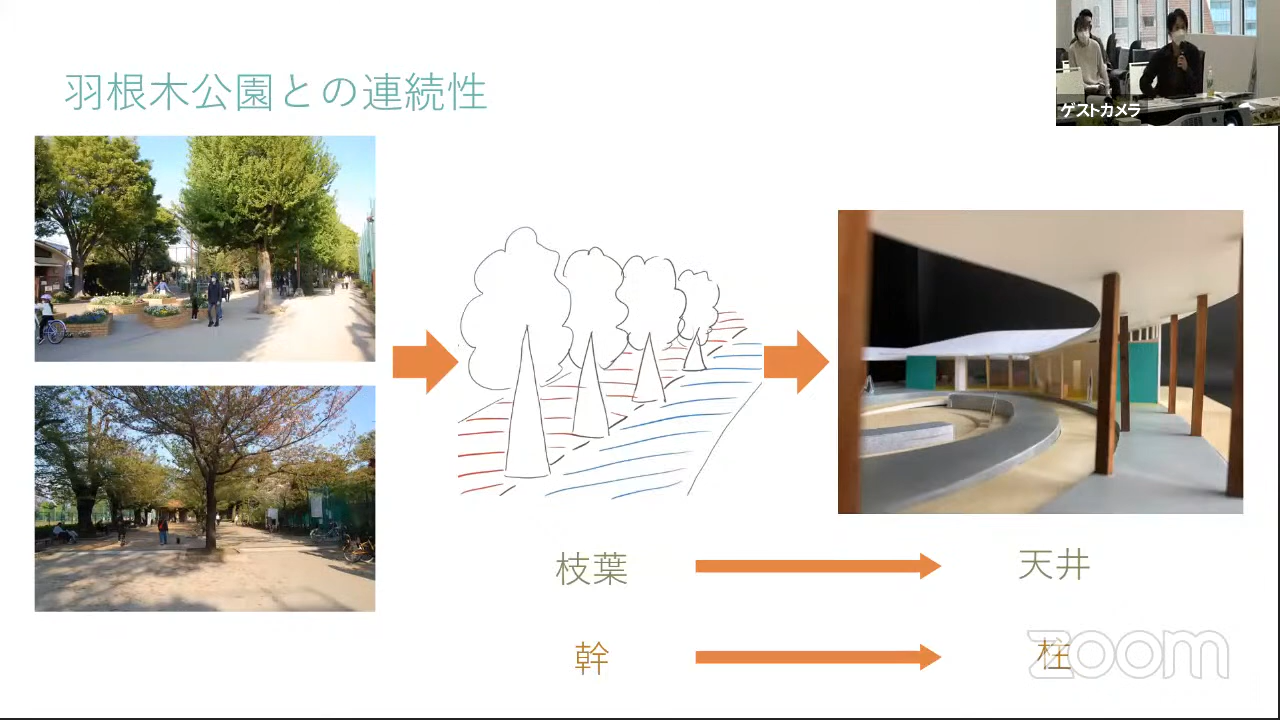 羽根木公園との連続性
ゲストカメラ
枝葉
天井
幹
柱
zoom